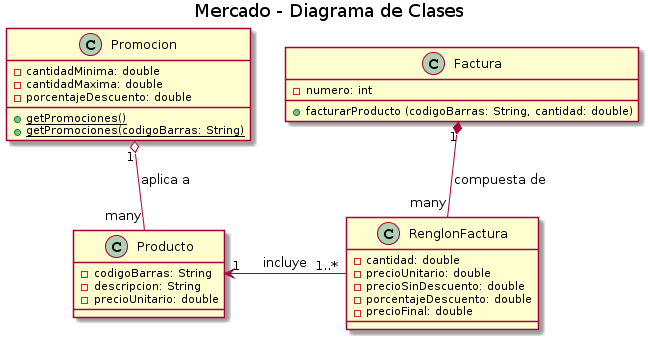 Mercado - Diagrama de Clases
C Promocion
cantidadMinima: double
cantidadMaxima: double
porcentajeDescuento: double
getPromociones()
getPromociones(codigoBarras: String)
C Factura
numero: int
facturarProducto (codigoBarras: String, cantidad: double)
1
aplica a
many
1
compuesta de
many
C Producto
codigoBarras: String
descripcion: String
precioUnitario: double
1
incluye
1..*
C RenglonFactura
cantidad: double
precioUnitario: double
precioSinDescuento: double
porcentajeDescuento: double
precioFinal: double